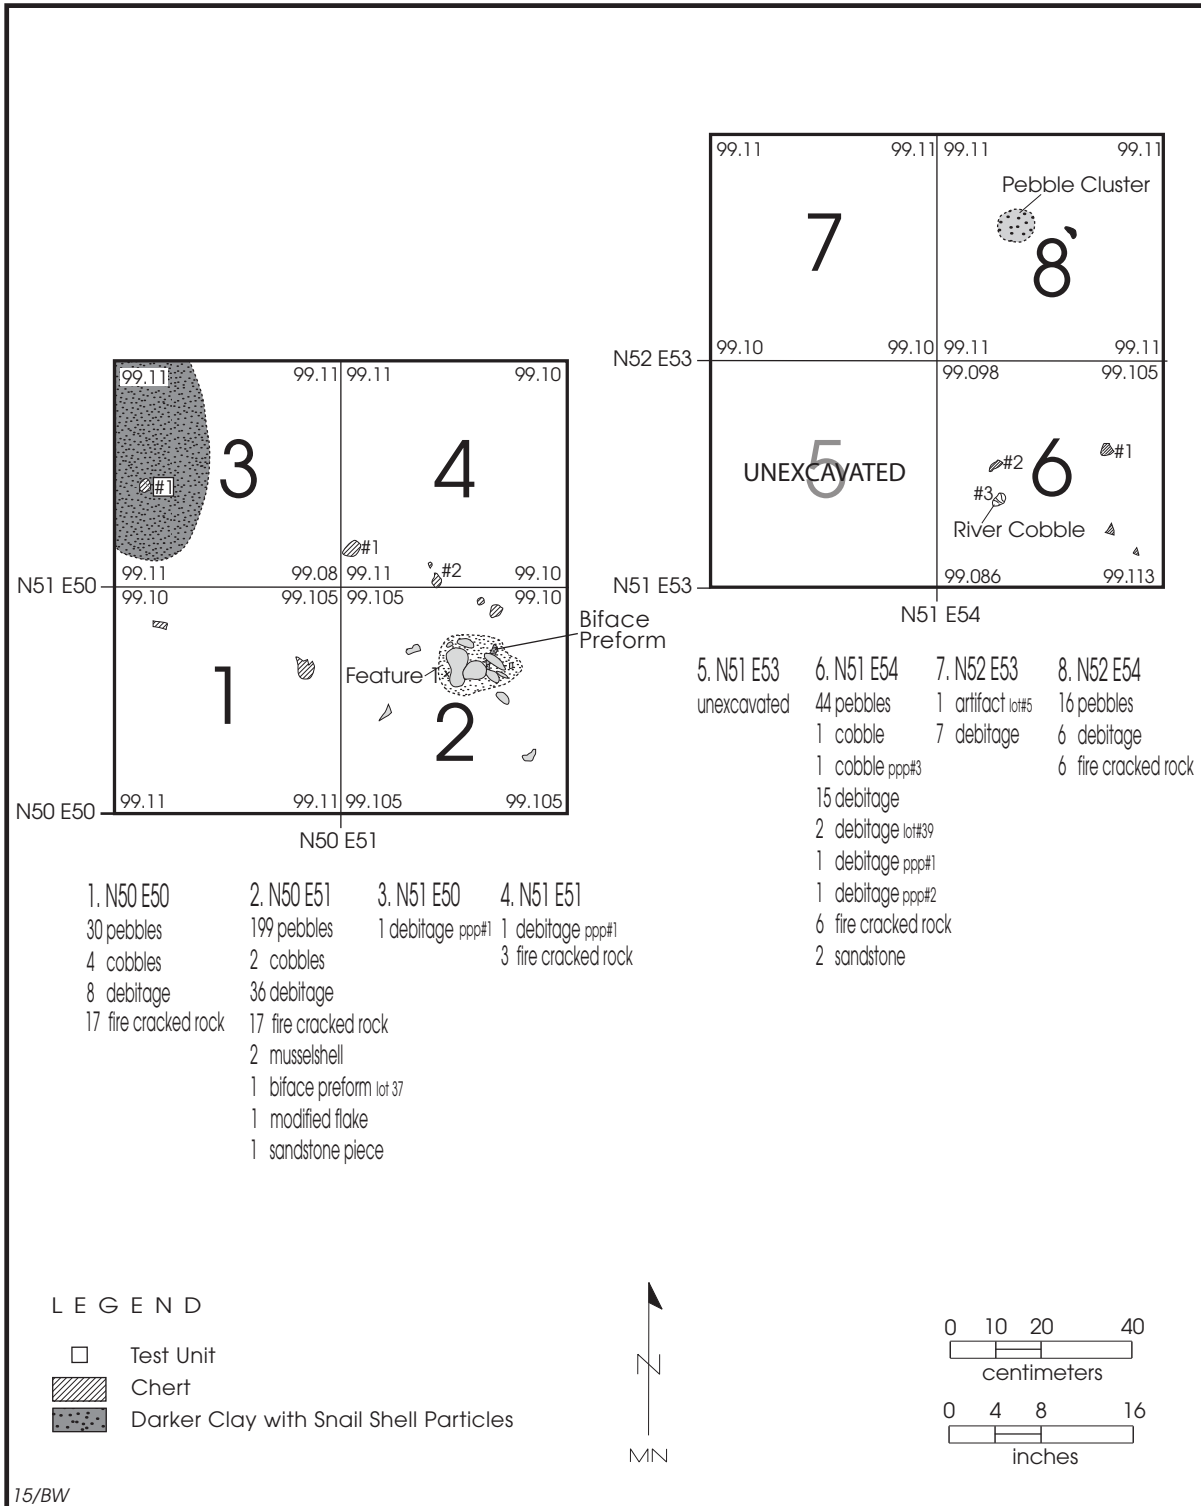 99.11 99.11 99.11 99.11
Pebble Cluster
7 8
N52 E53 99.10 99.10 99.11 99.11
99.098 99.105
5 UNEXCAVATED
#2 6 #1
#3
River Cobble
N51 E53 99.086 99.113
N51 E54
99.11 99.11 99.11 99.10
3 4
#1
#1
#2
99.11 99.08 99.11 99.10
N51 E50
99.10 99.105 99.105 99.10
Biface
Preform
Feature 1
1 2
99.11 99.11 99.105 99.105
N50 E50
N50 E51
1. N50 E50
30 pebbles
4 cobbles
8 debitage
17 fire cracked rock
2. N50 E51
199 pebbles
2 cobbles
36 debitage
17 fire cracked rock
2 musselshell
1 biface preform lot 37
1 modified flake
1 sandstone piece
3. N51 E50
1 debitage ppp#1
4. N51 E51
1 debitage ppp#1
3 fire cracked rock
5. N51 E53
unexcavated
6. N51 E54
44 pebbles
1 cobble
1 cobble ppp#3
15 debitage
2 debitage lot#39
1 debitage ppp#1
1 debitage ppp#2
6 fire cracked rock
2 sandstone
7. N52 E53
1 artifact lot#5
7 debitage
8. N52 E54
16 pebbles
6 debitage
6 fire cracked rock
LEGEND
Test Unit
Chert
Darker Clay with Snail Shell Particles
N
MN
0 10 20 40
centimeters
0 4 8 16
inches
15/BW